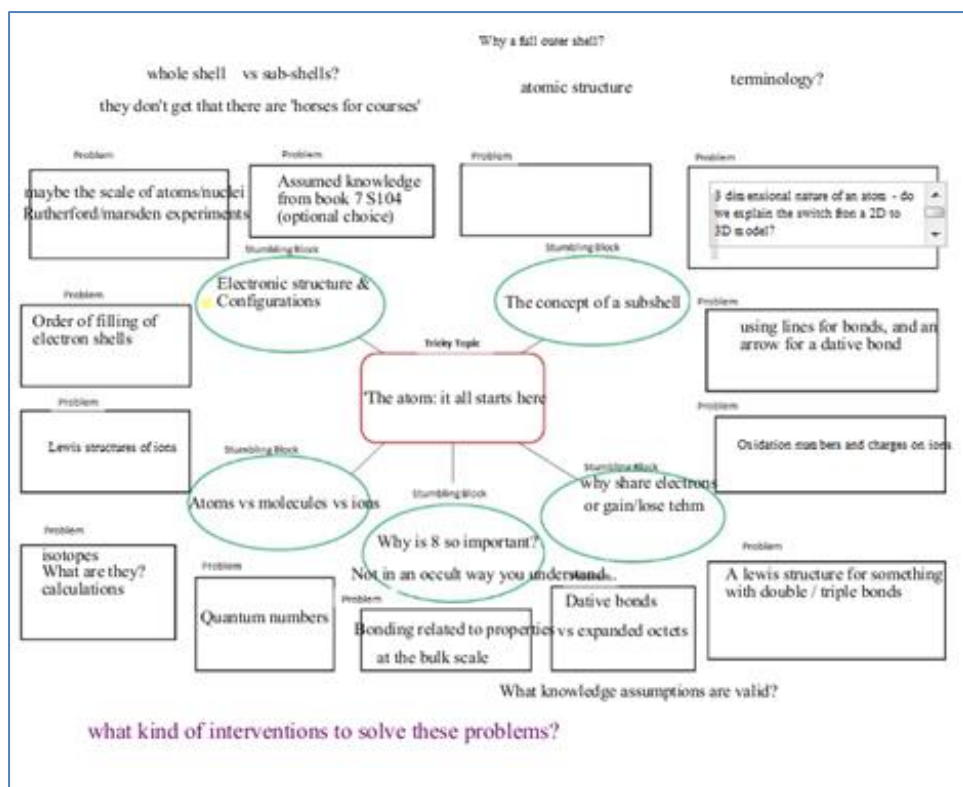 Why a full outer shell?
whole shell vs sub-shells?
terminology?
atomic structure
they don't get that there are 'horses for courses'
Problem
maybe the scale of atoms/nuclei
Rutherford/marsden experiments
Problem
Assumed knowledge
from book 7 S104
(optional choice)
Problem
Problem
3 dimensional nature of an atom - do
we explain the switch from a 2D to
3D model?
Stumbling Block
Electronic structure &
Configurations
Stumbling Block
The concept of a subshell
Problem
Order of filling of
electron shells
Problem
using lines for bonds, and an
arrow for a dative bond
Tricky Topic
'The atom: it all starts here
Problem
Lewis structures of ions
Problem
Oxidation numbers and charges on ions
Stumbling Block
Atoms vs molecules vs ions
Stumbling Block
Why is 8 so important?
Not in an occult way you understand..
Stumbling Block
why share electrons
or gain/lose tehm
Problem
isotopes
What are they?
calculations
Problem
Quantum numbers
Problem
Bonding related to properties
at the bulk scale
Dative bonds
vs expanded octets
Problem
A lewis structure for something
with double / triple bonds
What knowledge assumptions are valid?
what kind of interventions to solve these problems?